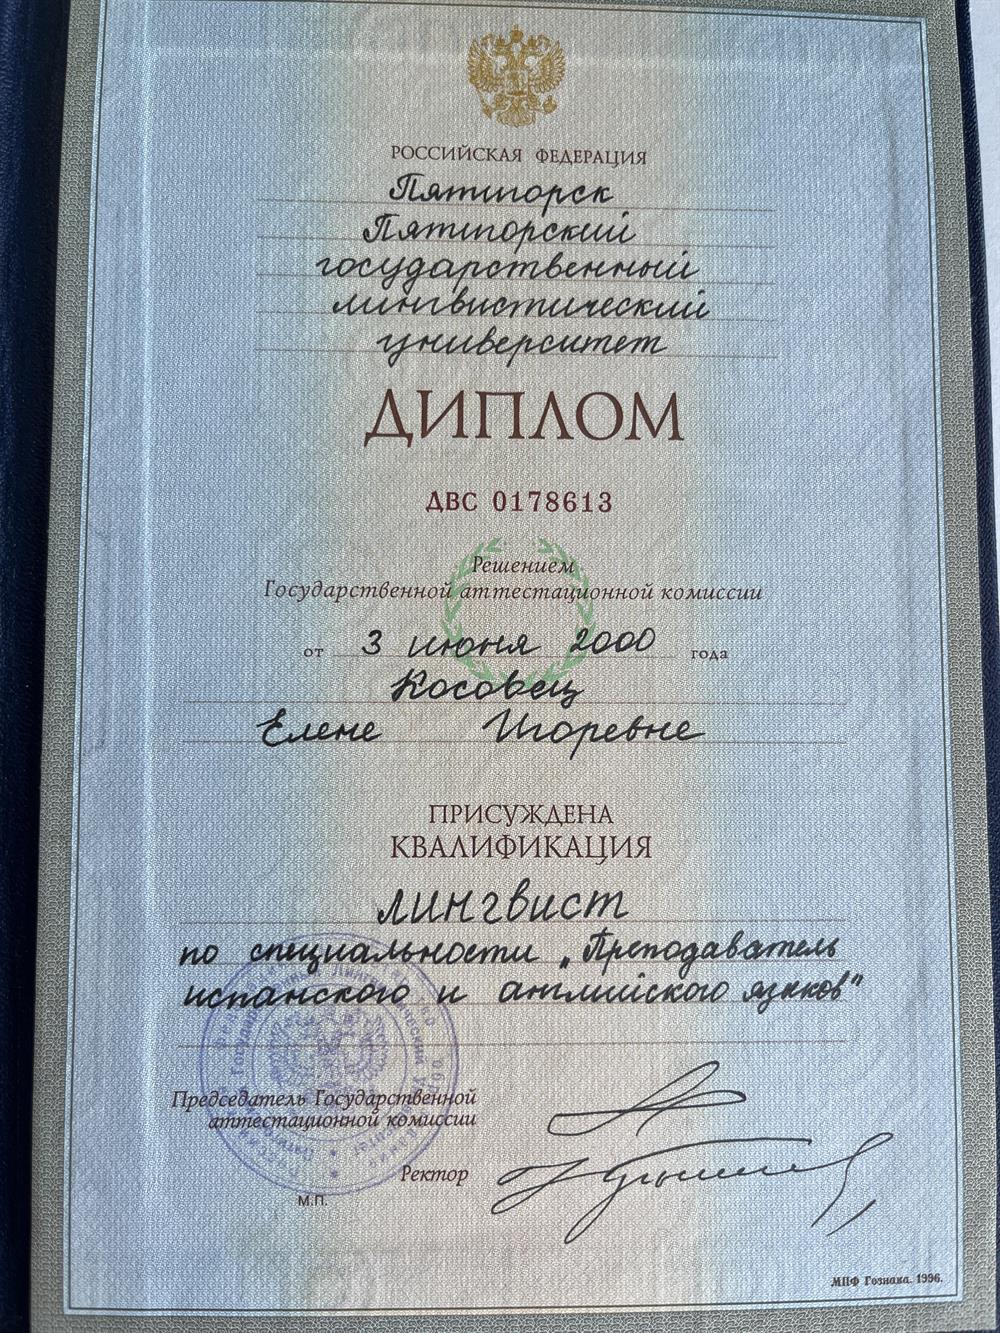 РОССИЙСКАЯ ФЕДЕРАЦИЯ
Пятигорск
Пятигорский
государственный
лингвистический
университет
ДИПЛОМ
ДВС 0178613
Решением
Государственной аттестационной комиссии
от 3 июня 2000 года
Косовец
Елене Игоревне
ПРИСУЖДЕНА
КВАЛИФИКАЦИЯ
лингвист
по специальности „Преподаватель
испанского и английского языков"
Председатель Государственной
аттестационной комиссии
Ректор
М.П.
МПФ Гознака. 1996.